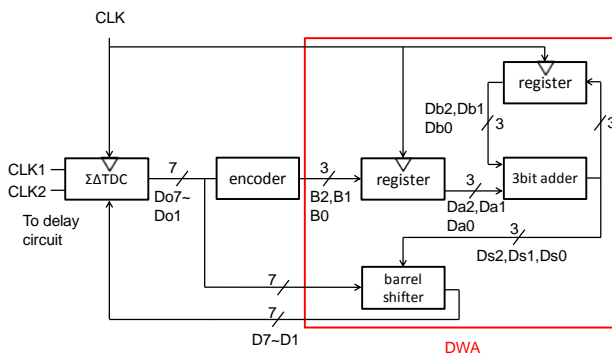 CLK
register
Db2,Db1
Db0
3
3
CLK1
CLK2
ΣΔTDC
7
Do7~
Do1
encoder
3
B2,B1
B0
register
3
Da2,Da1
Da0
3bit adder
To delay
circuit
3
Ds2,Ds1,Ds0
7
barrel
shifter
7
D7~D1
DWA